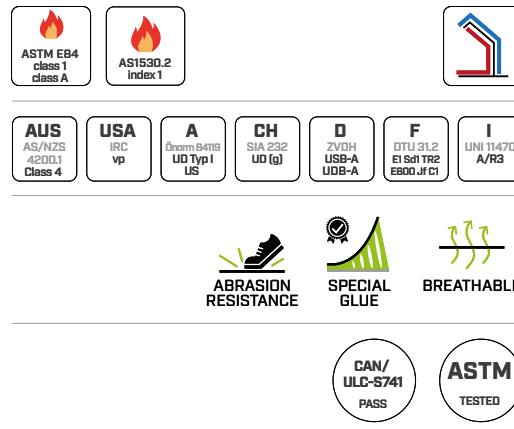 ASTM E84
class 1
class A
AS1530.2
index 1
AUS
AS/NZS
4200.1
Class 4
USA
IRC
vp
A
Önorm B4119
UD Typ I
US
CH
SIA 232
UD (g)
D
ZVDH
USB-A
UDB-A
F
DTU 31.2
E1 Sd1 TR2
E600 Jf C1
I
UNI 11470
A/R3
ABRASION
RESISTANCE
SPECIAL
GLUE
BREATHABLE
CAN/
ULC-S741
PASS
ASTM
TESTED